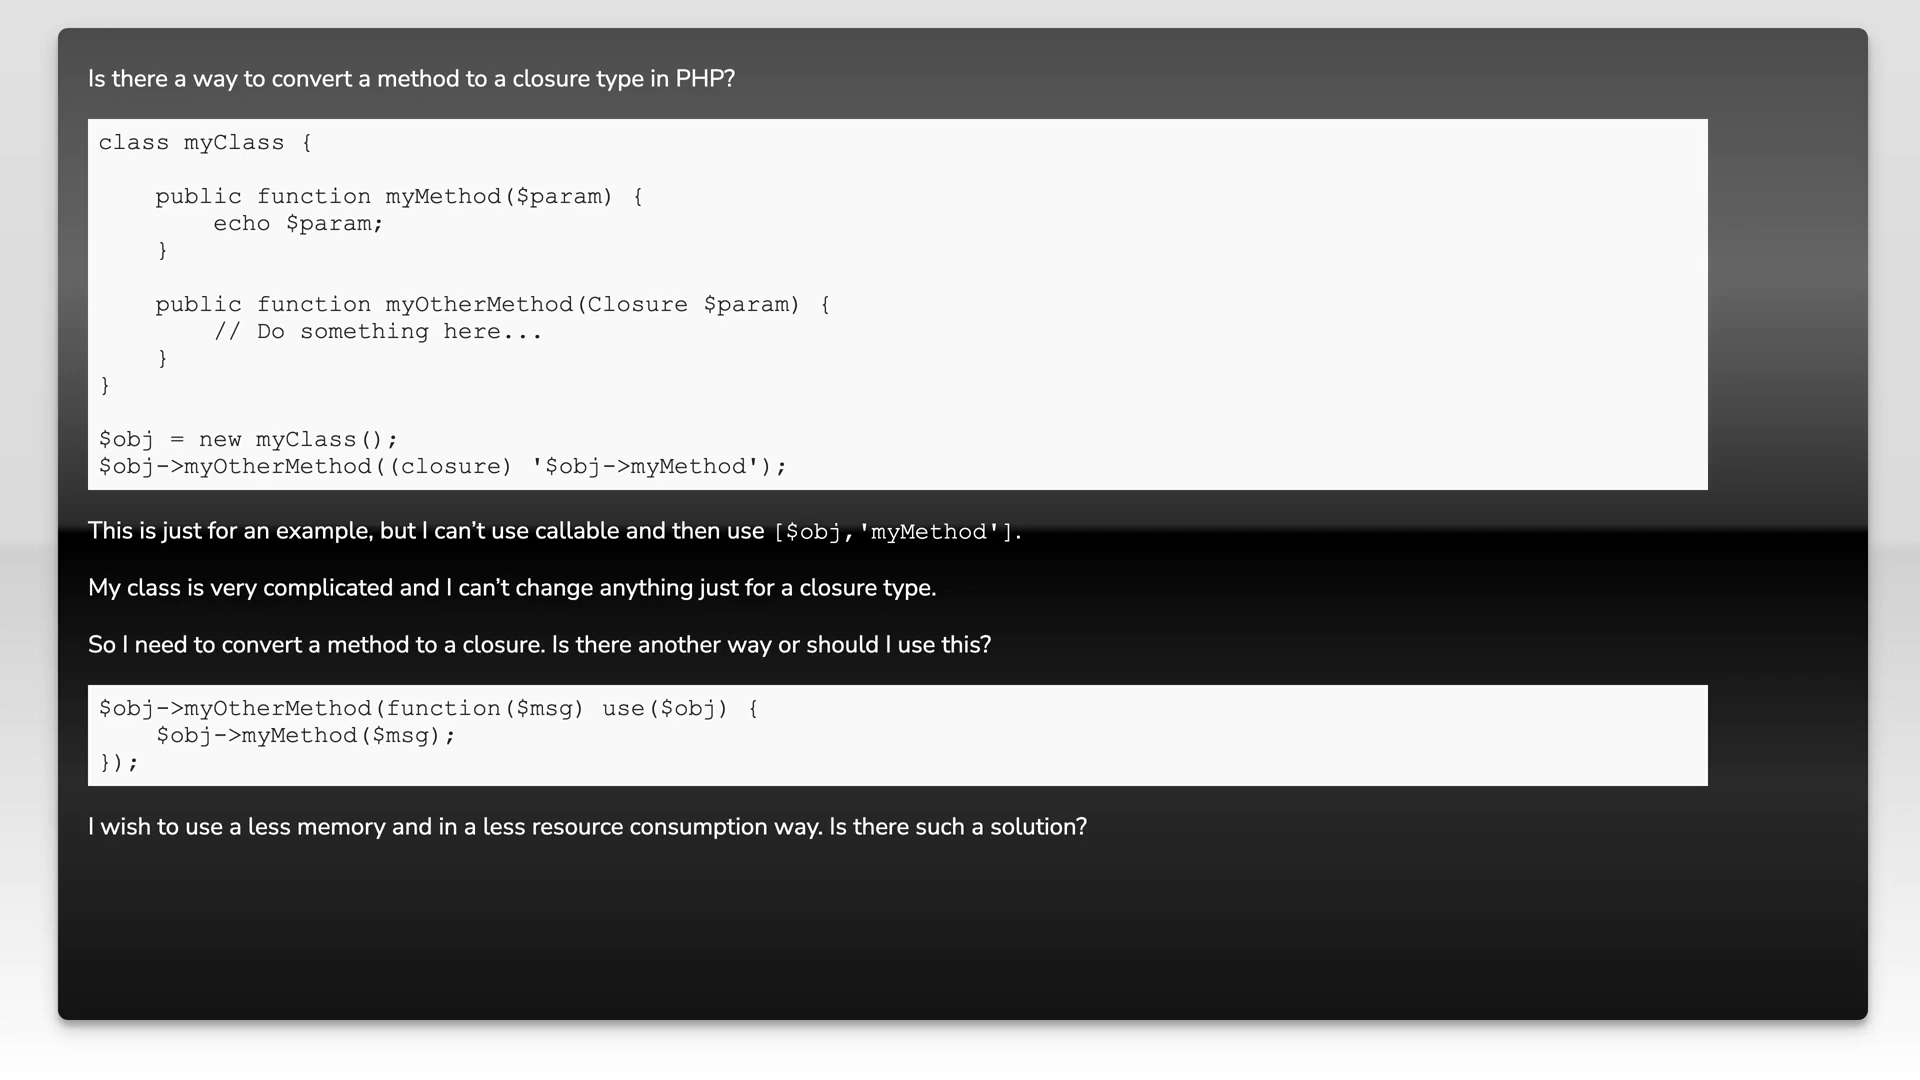 Is there a way to convert a method to a closure type in PHP?
class myClass {
public function myMethod($param) {
echo $param;
}
public function myOtherMethod(Closure $param) {
// Do something here...
}
}
$obj = new myClass();
$obj->myOtherMethod((closure) '$obj->myMethod');
This is just for an example, but I can’t use callable and then use [$obj,'myMethod'].
My class is very complicated and I can’t change anything just for a closure type.
So I need to convert a method to a closure. Is there another way or should I use this?
$obj->myOtherMethod(function($msg) use($obj) {
$obj->myMethod($msg);
});
I wish to use a less memory and in a less resource consumption way. Is there such a solution?